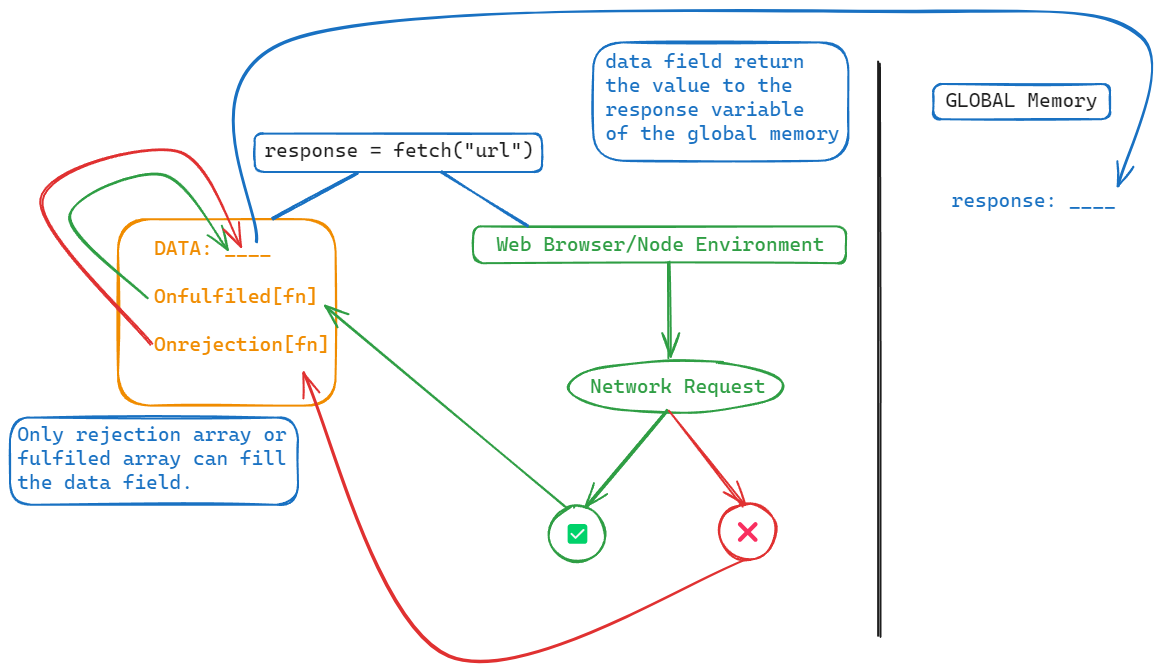 data field return
the value to the
response variable
of the global memory
GLOBAL Memory
response = fetch("url")
response: ____
DATA: ____
Onfulfiled[fn]
Onrejection[fn]
Web Browser/Node Environment
Network Request
Only rejection array or
fulfiled array can fill
the data field.